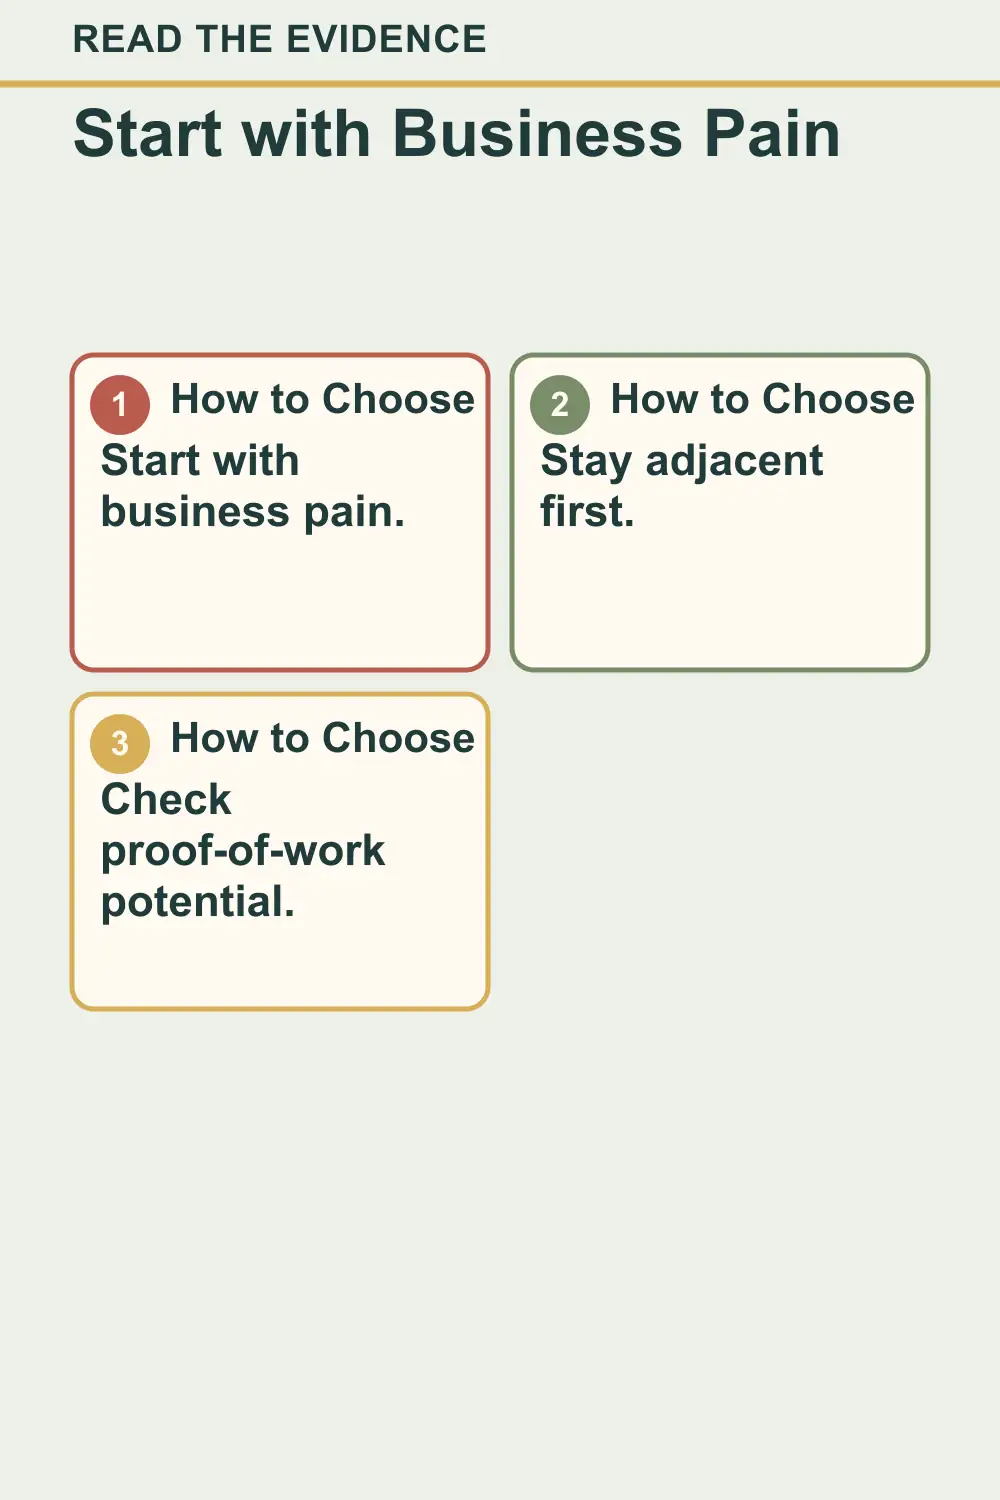 READ THE EVIDENCE
Start with Business Pain
1 How to Choose
Start with
business pain.
2 How to Choose
Stay adjacent
first.
3 How to Choose
Check
proof-of-work
potential.